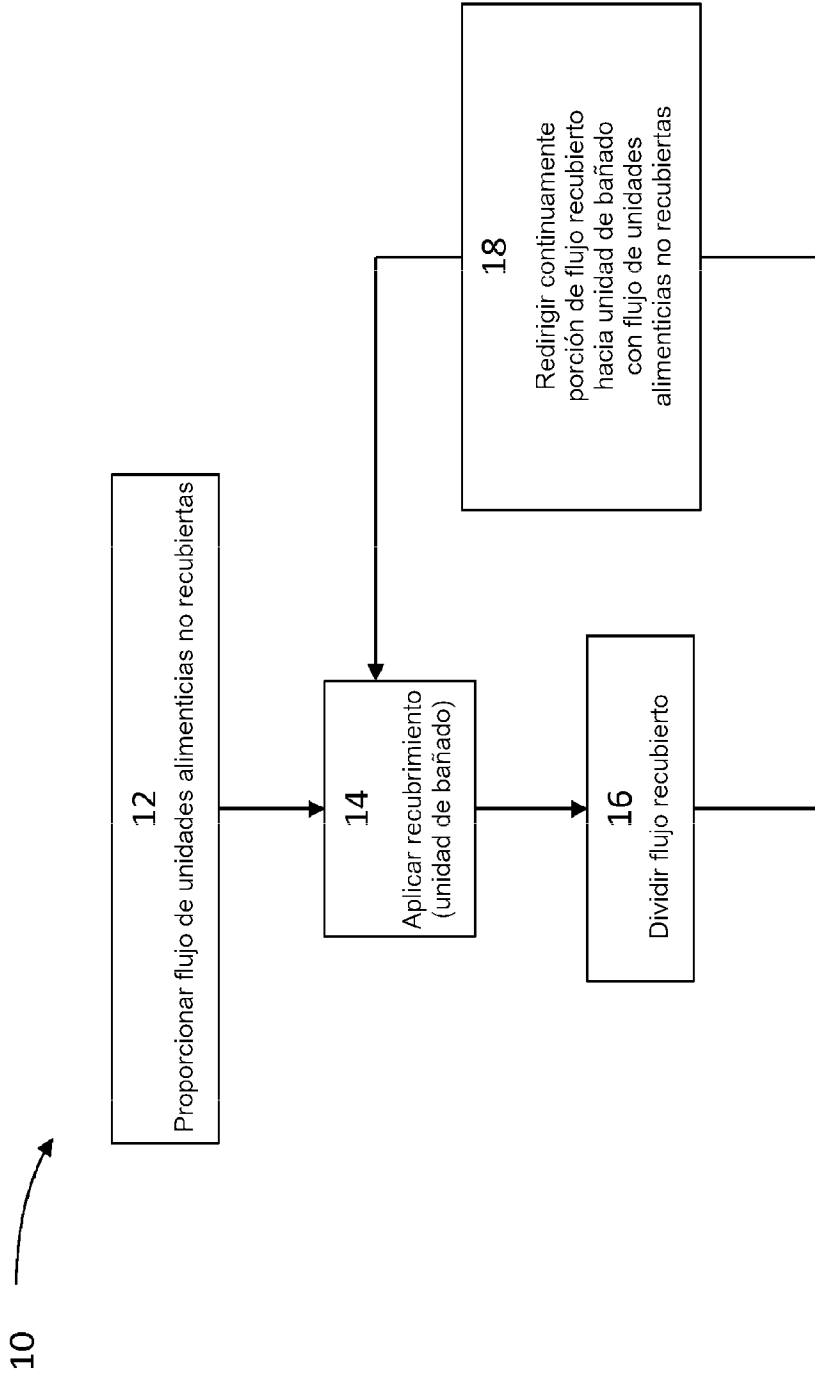 10
12
Proporcionar flujo de unidades alimenticias no recubiertas
14
Aplicar recubrimiento
(unidad de bañado)
16
Dividir flujo recubierto
18
Redirigir continuamente
porción de flujo recubierto
hacia unidad de bañado
con flujo de unidades
alimenticias no recubiertas